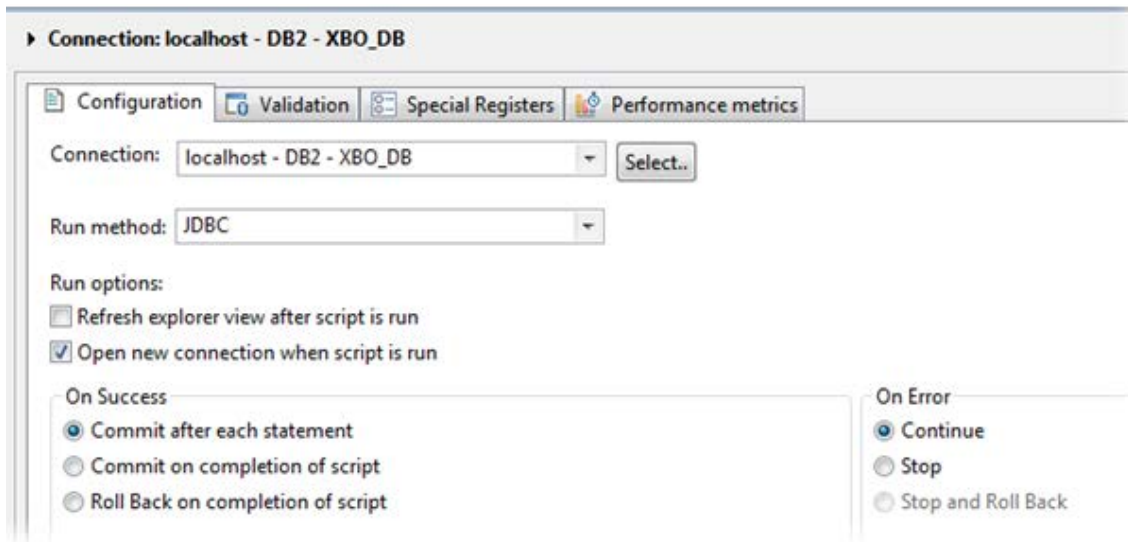 Connection: localhost - DB2 - XBO_DB
Configuration Validation Special Registers Performance metrics
Connection: localhost - DB2 - XBO_DB Select..
Run method: JDBC
Run options:
Refresh explorer view after script is run
Open new connection when script is run
On Success On Error
Commit after each statement Continue
Commit on completion of script Stop
Roll Back on completion of script Stop and Roll Back